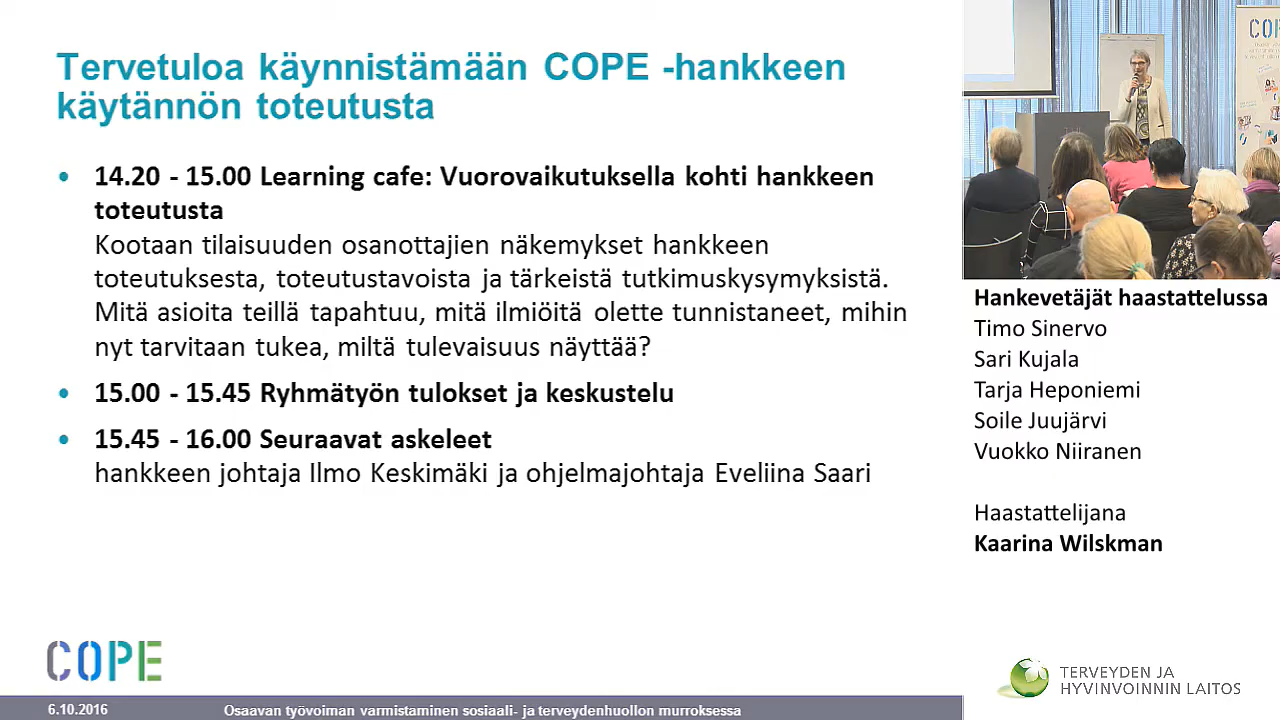 Tervetuloa käynnistämään COPE -hankkeen
käytännön toteutusta
• 14.20 - 15.00 Learning cafe: Vuorovaikutuksella kohti hankkeen
toteutusta
Kootaan tilaisuuden osanottajien näkemykset hankkeen
toteutuksesta, toteutustavoista ja tärkeistä tutkimuskysymyksistä.
Mitä asioita teillä tapahtuu, mitä ilmiöitä olette tunnistaneet, mihin
nyt tarvitaan tukea, miltä tulevaisuus näyttää?
• 15.00 - 15.45 Ryhmätyön tulokset ja keskustelu
• 15.45 - 16.00 Seuraavat askeleet
hankkeen johtaja Ilmo Keskimäki ja ohjelmajohtaja Eveliina Saari
Hankevetäjät haastattelussa
Timo Sinervo
Sari Kujala
Tarja Heponiemi
Soile Juujärvi
Vuokko Niiranen
Haastattelijana
Kaarina Wilskman
COPE
TERVEYDEN JA
HYVINVOINNIN LAITOS
6.10.2016
Osaavan työvoiman varmistaminen sosiaali- ja terveydenhuollon murroksessa